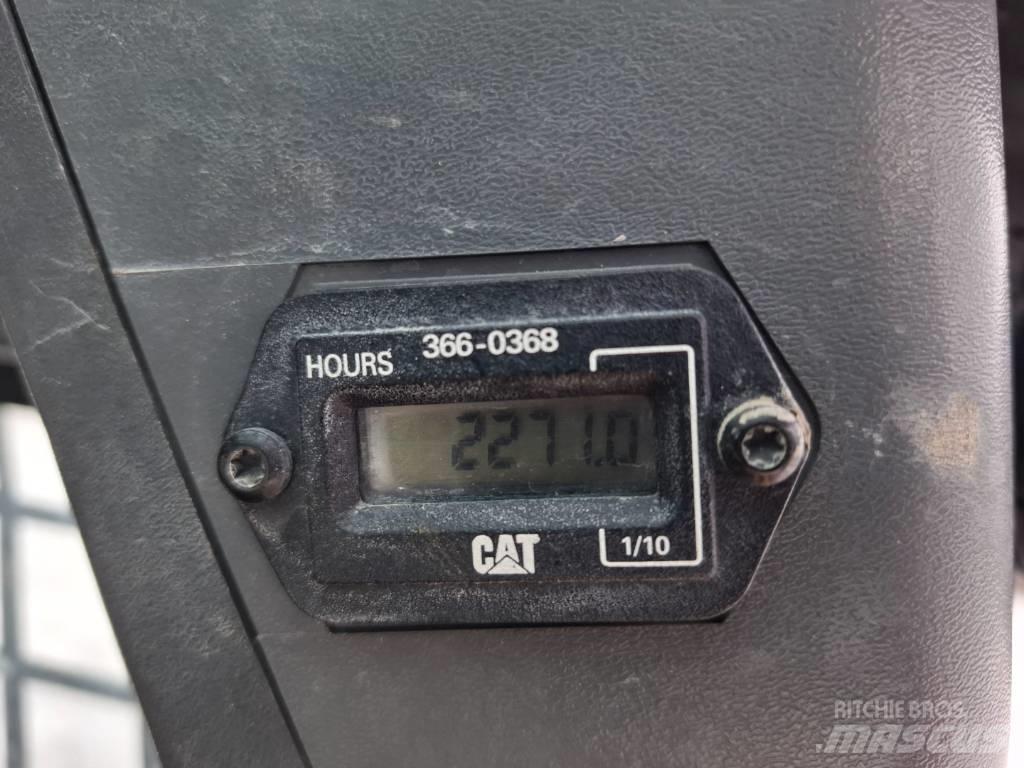 366-0368
HOURS
2271.0
CAT
1/10
RITCHIE BROS.
MASCUS